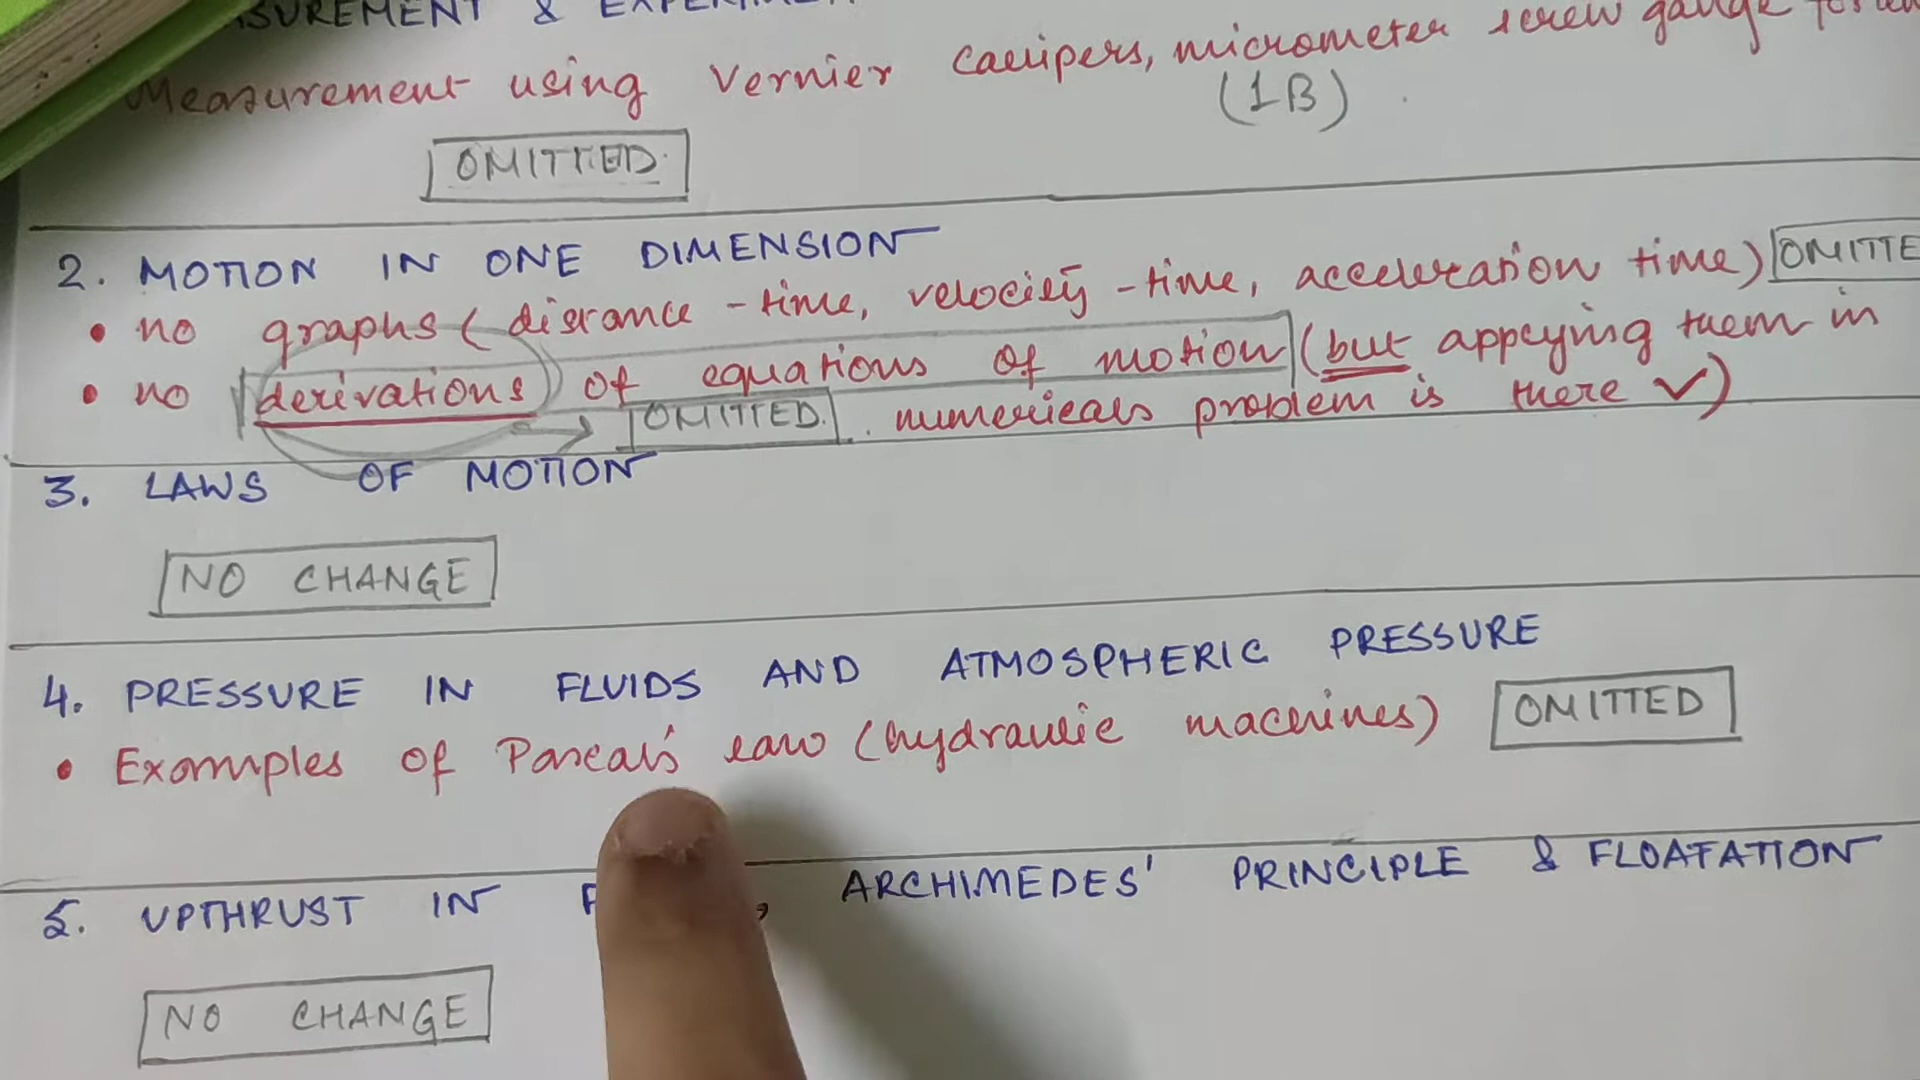 & EXPERIM
Measurement using Vernier callipers, micrometer screw gauge
(1B)
OMITTED
2. MOTION IN ONE DIMENSION
• no graphs (distance - time, velocity - time, acceleration time) OMITTE
• no derivations of equations of motion (but applying them in
OMITTED. numericals problem is there ✓)
3. LAWS OF MOTION
NO CHANGE
4. PRESSURE IN FLUIDS AND ATMOSPHERIC PRESSURE
• Examples of Pascal's law (hydraulic machines) OMITTED
5. UPTHRUST IN F , ARCHIMEDES' PRINCIPLE & FLOATATION
NO CHANGE